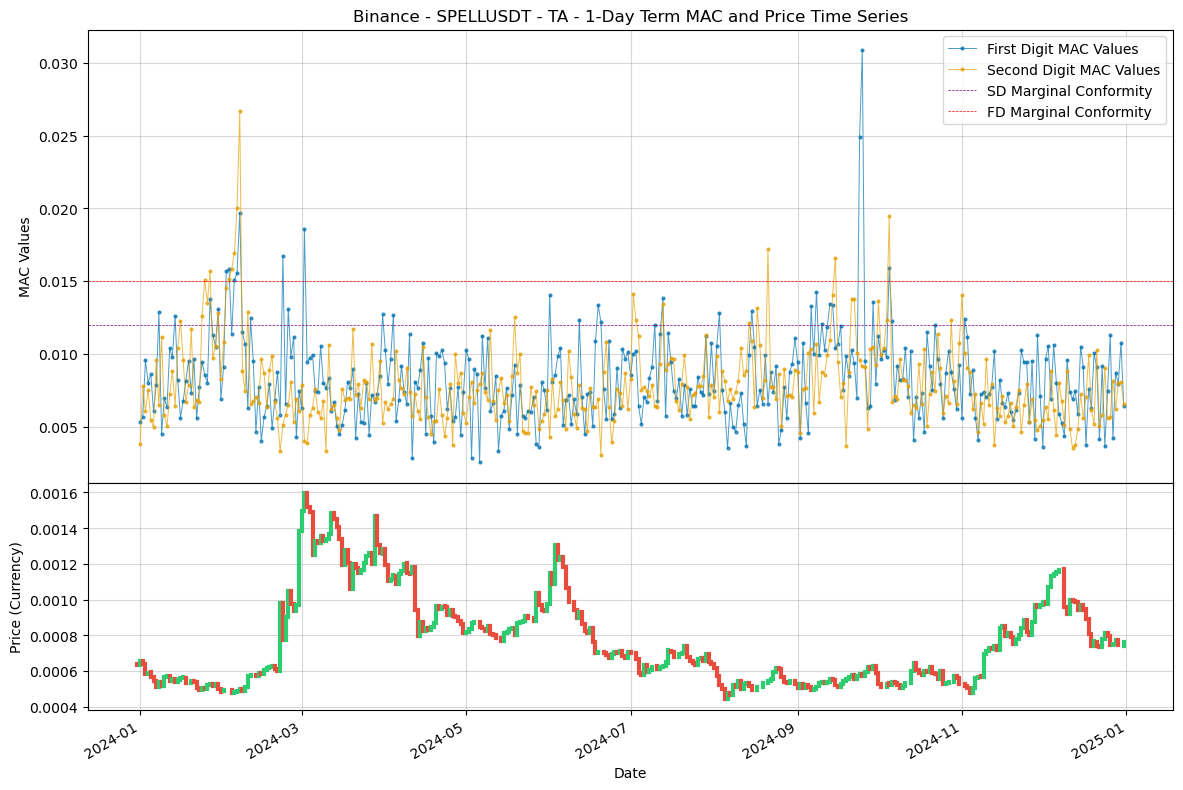 Binance - SPELLUSDT - TA - 1-Day Term MAC and Price Time Series
First Digit MAC Values
Second Digit MAC Values
SD Marginal Conformity
FD Marginal Conformity
MAC Values
0.030
0.025
0.020
0.015
0.010
0.005
Price (Currency)
0.0016
0.0014
0.0012
0.0010
0.0008
0.0006
0.0004
2024-01
2024-03
2024-05
2024-07
2024-09
2024-11
2025-01
Date